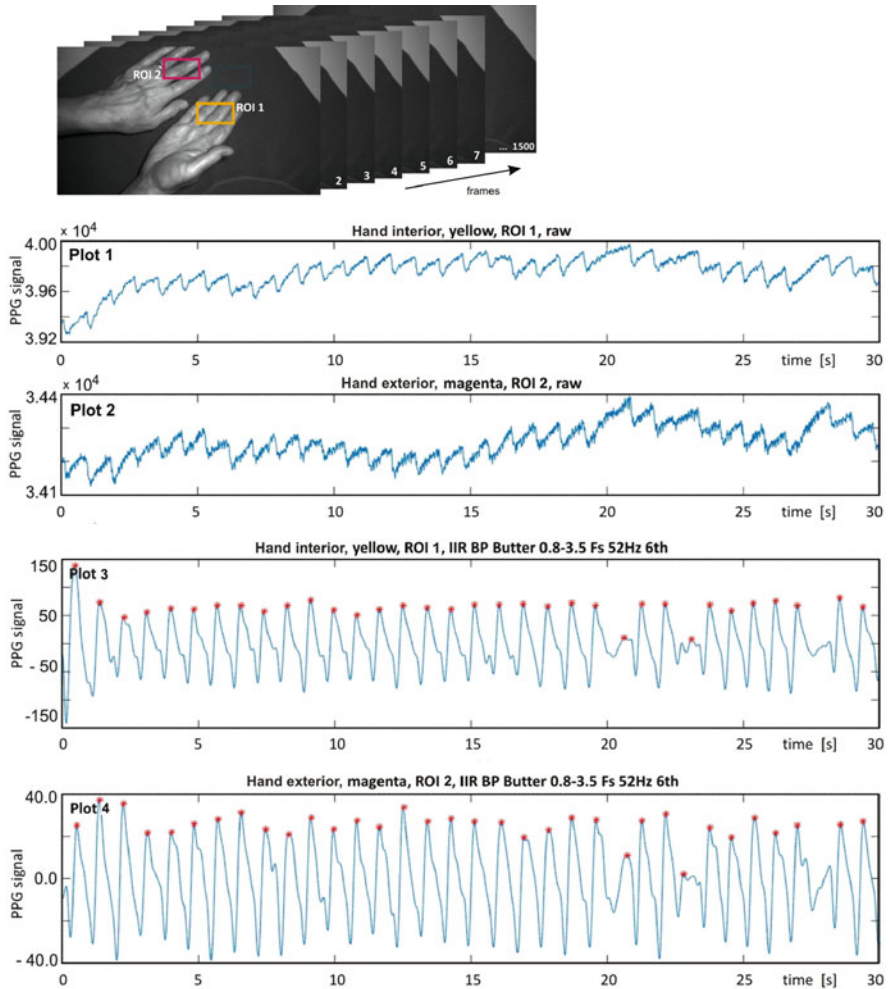 ROI 2
ROI 1
2 3 4 5 6 7 ... 1500
frames
× 10⁴
Hand interior, yellow, ROI 1, raw
Plot 1
PPG signal
4.00
3.96
3.92
0 5 10 15 20 25 time [s] 30
× 10⁴
Hand exterior, magenta, ROI 2, raw
Plot 2
PPG signal
3.44
3.41
0 5 10 15 20 25 time [s] 30
Hand interior, yellow, ROI 1, IIR BP Butter 0.8-3.5 Fs 52Hz 6th
Plot 3
PPG signal
150
50
- 50
-150
0 5 10 15 20 25 time [s] 30
Hand exterior, magenta, ROI 2, IIR BP Butter 0.8-3.5 Fs 52Hz 6th
Plot 4
PPG signal
40.0
0.0
- 40.0
0 5 10 15 20 25 time [s] 30